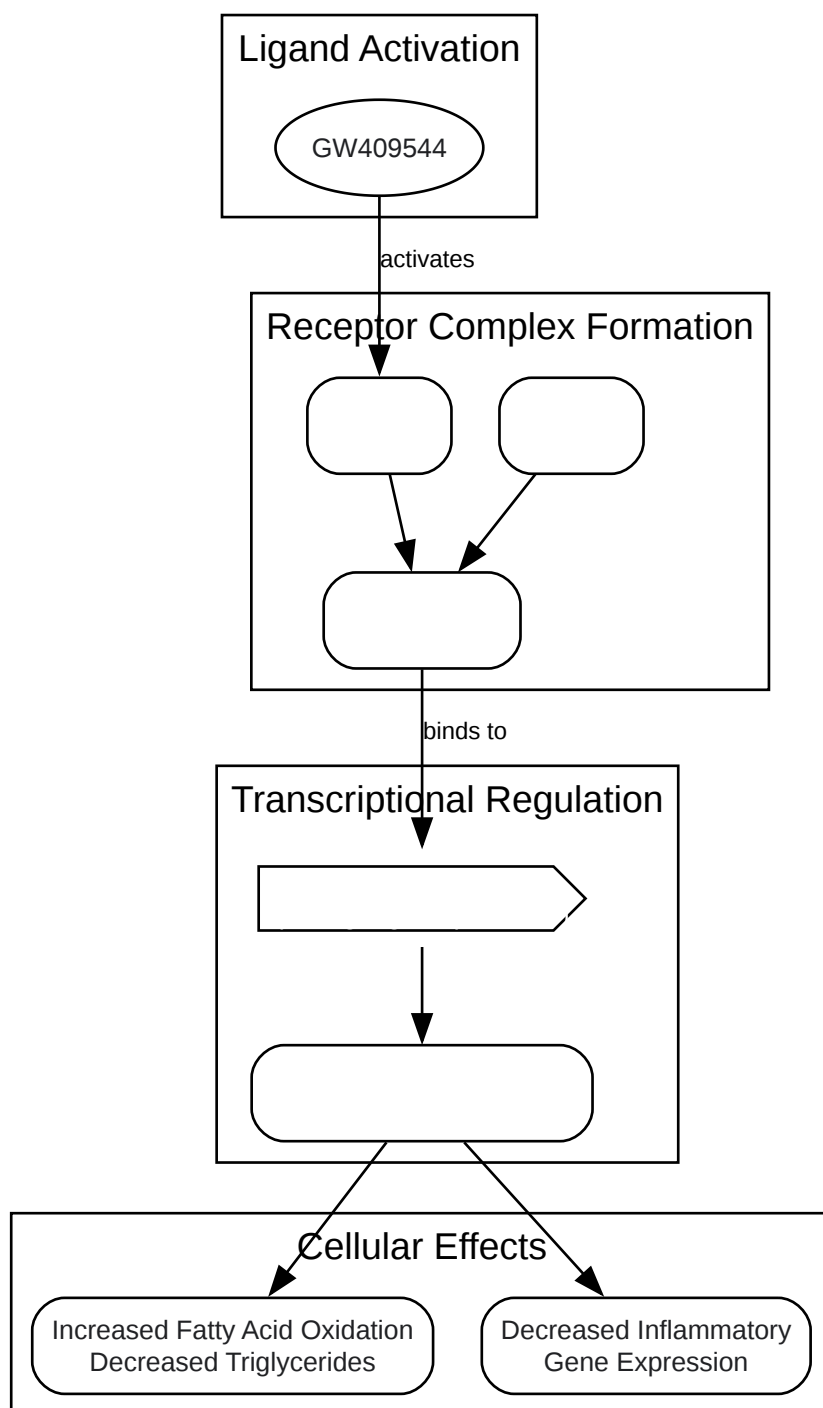 Ligand Activation
GW409544
activates
Receptor Complex Formation
binds to
Transcriptional Regulation
Cellular Effects
Increased Fatty Acid Oxidation
Decreased Triglycerides
Decreased Inflammatory
Gene Expression